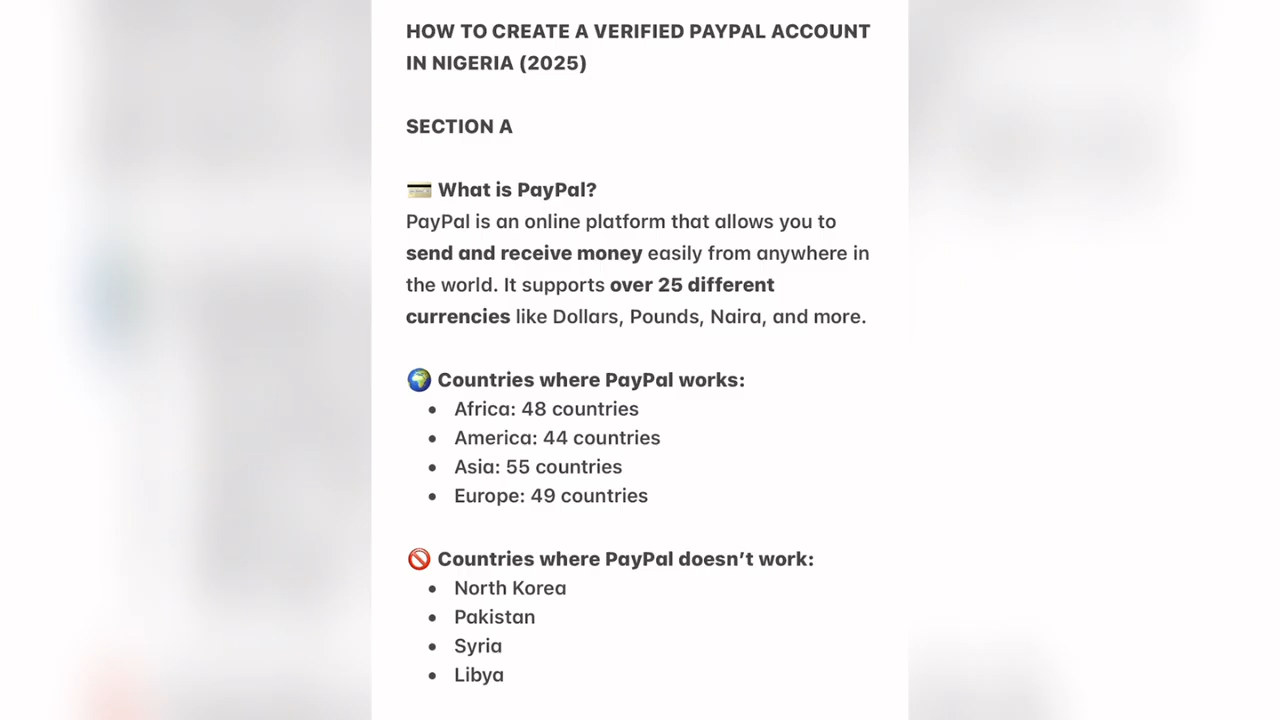 HOW TO CREATE A VERIFIED PAYPAL ACCOUNT
IN NIGERIA (2025)
SECTION A
💳 What is PayPal?
PayPal is an online platform that allows you to
send and receive money easily from anywhere in
the world. It supports over 25 different
currencies like Dollars, Pounds, Naira, and more.
🌍 Countries where PayPal works:
• Africa: 48 countries
• America: 44 countries
• Asia: 55 countries
• Europe: 49 countries
🚫 Countries where PayPal doesn’t work:
• North Korea
• Pakistan
• Syria
• Libya